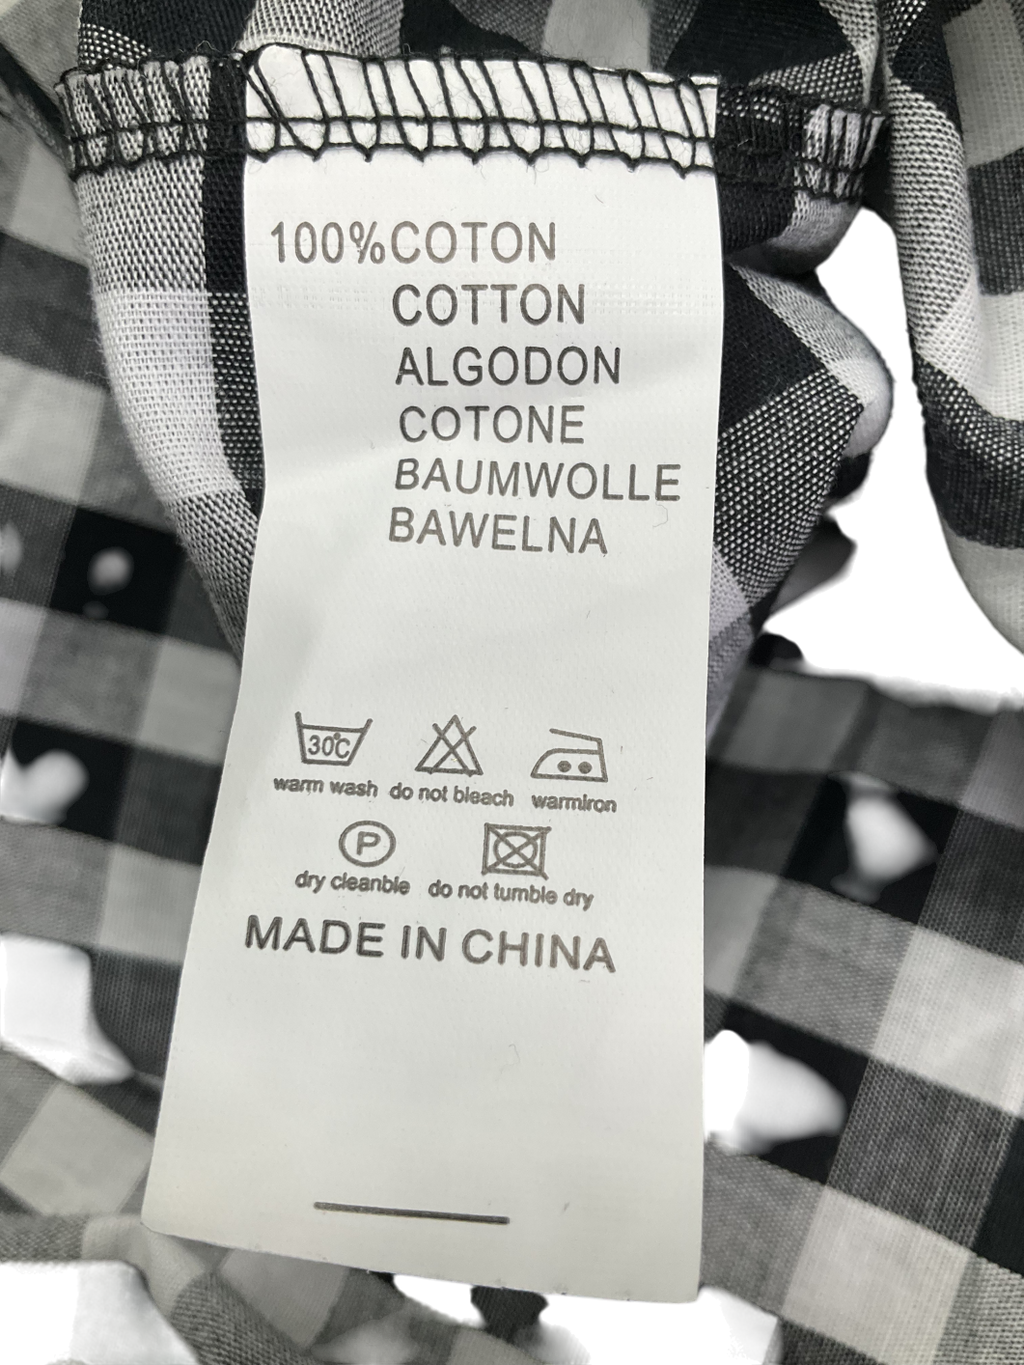 100%COTON
COTTON
ALGODON
COTONE
BAUMWOLLE
BAWELNA
30°C
warm wash do not bleach warmiron
P
dry cleanble do not tumble dry
MADE IN CHINA